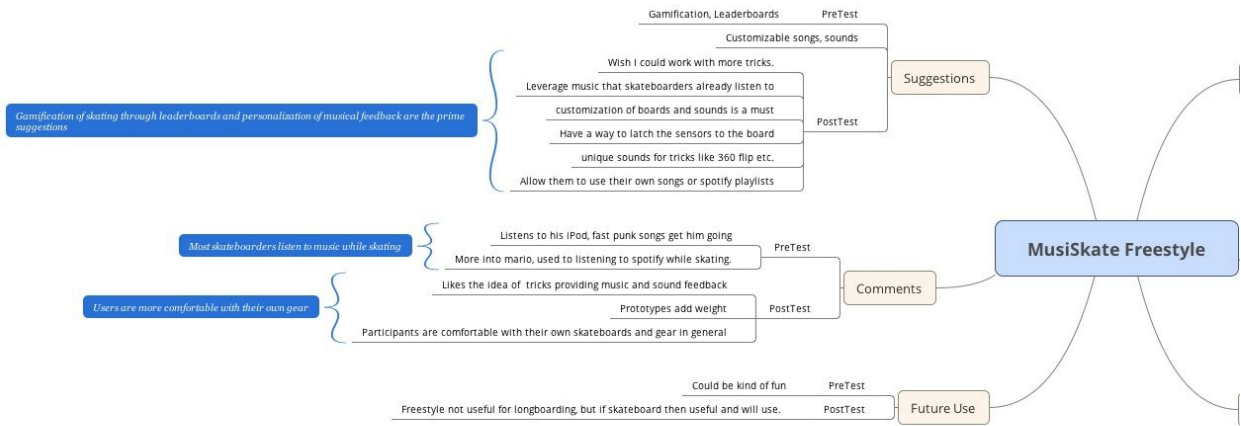 Gamification, Leaderboards
PreTest
Customizable songs, sounds
Wish I could work with more tricks.
Leverage music that skateboarders already listen to
customization of boards and sounds is a must
PostTest
Have a way to latch the sensors to the board
unique sounds for tricks like 360 flip etc.
Allow them to use their own songs or spotify playlists
Suggestions
Gamification of skating through leaderboards and personalization of musical feedback are the prime
suggestions
MusiSkate Freestyle
Most skateboarders listen to music while skating
Listens to his iPod, fast punk songs get him going
PreTest
More into mario, used to listening to spotify while skating.
Comments
Likes the idea of  tricks providing music and sound feedback
Users are more comfortable with their own gear
Prototypes add weight
PostTest
Participants are comfortable with their own skateboards and gear in general
Could be kind of fun
PreTest
Freestyle not useful for longboarding, but if skateboard then useful and will use.
PostTest
Future Use